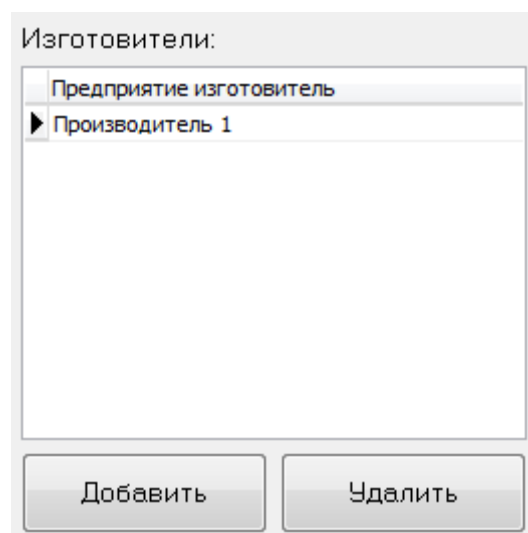 Изготовители:
Предприятие изготовитель
Производитель 1
Добавить
Удалить